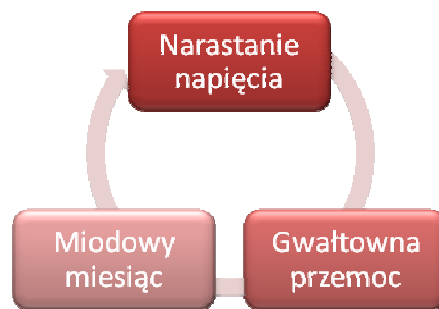 Narastanie
napięcia
Miodowy
miesiąc
Gwałtowna
przemoc